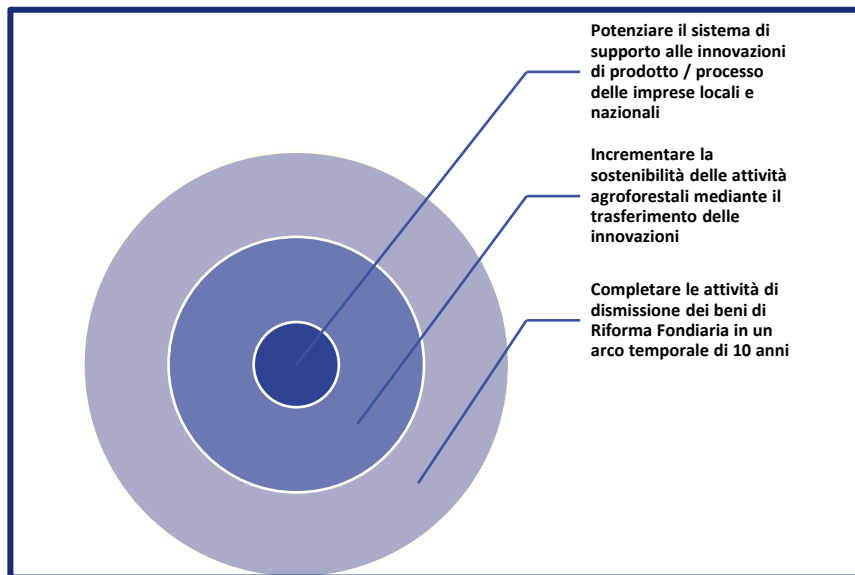 Potenziare il sistema di
supporto alle innovazioni
di prodotto / processo
delle imprese locali e
nazionali
Incrementare la
sostenibilità delle attività
agroforestali mediante il
trasferimento delle
innovazioni
Completare le attività di
dismissione dei beni di
Riforma Fondiaria in un
arco temporale di 10 anni